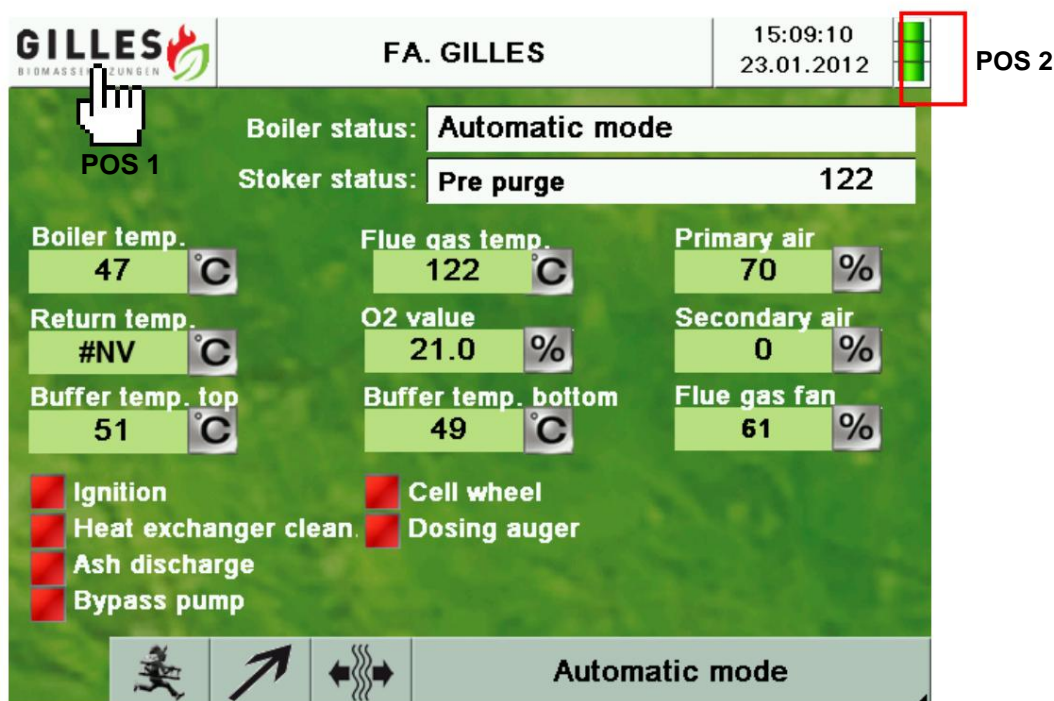 GILLES
FA. GILLES
15:09:10
23.01.2012
POS 2
POS 1
Boiler status: Automatic mode
Stoker status: Pre purge 122
Boiler temp. Flue gas temp. Primary air
47 °C 122 °C 70 %
Return temp. O2 value Secondary air
#NV °C 21.0 % 0 %
Buffer temp. top Buffer temp. bottom Flue gas fan
51 °C 49 °C 61 %
Ignition Cell wheel
Heat exchanger clean. Dosing auger
Ash discharge
Bypass pump
Automatic mode